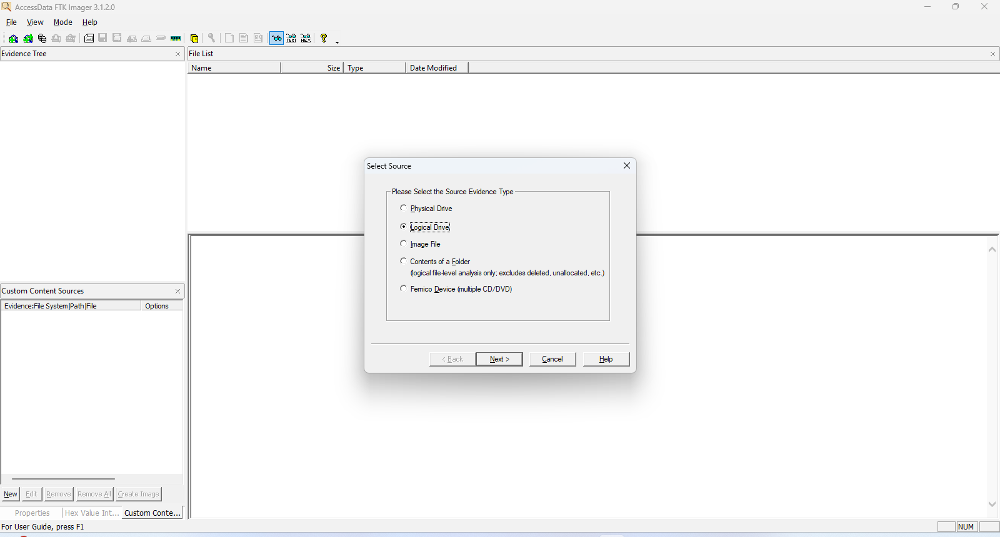 AccessData FTK Imager 3.1.2.0
File View Mode Help
TEXT HEX
DIR
Evidence Tree
File List
Name Size Type Date Modified
Select Source
Please Select the Source Evidence Type
Physical Drive
Logical Drive
Image File
Contents of a Folder
(logical file-level analysis only; excludes deleted, unallocated, etc.)
Fernico Device (multiple CD/DVD)
< Back Next > Cancel Help
Custom Content Sources
Evidence:File System|Path|File Options
New Edit Remove Remove All Create Image
Properties Hex Value Int... Custom Conte...
For User Guide, press F1
NUM